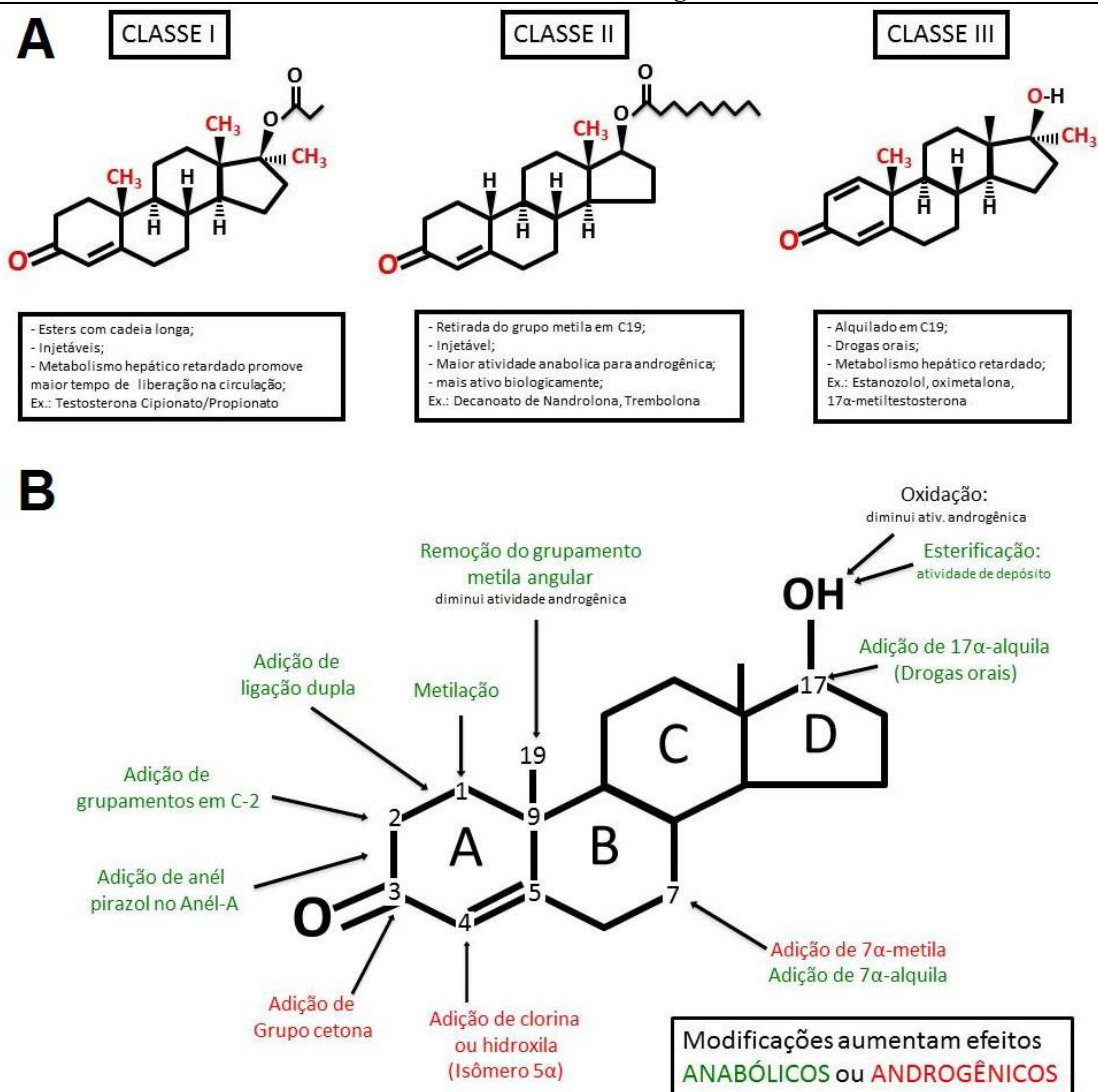 A
CLASSE I
CLASSE II
CLASSE III
O
O
CH₃
CH₃
CH₃
H
H
H
O
O
O
CH₃
H
H
H
H
O
O-H
CH₃
CH₃
H
H
H
O
- Esters com cadeia longa;
- Injetáveis;
- Metabolismo hepático retardado promove
maior tempo de liberação na circulação;
Ex.: Testosterona Cipionato/Propionato
- Retirada do grupo metila em C19;
- Injetável;
- Maior atividade anabolica para androgênica;
- mais ativo biologicamente;
Ex.: Decanoato de Nandrolona, Trembolona
- Alquilado em C19;
- Drogas orais;
- Metabolismo hepático retardado;
Ex.: Estanozolol, oximetalona,
17α-metiltestosterona
B
Oxidação:
diminui ativ. androgênica
Esterificação:
atividade de depósito
Remoção do grupamento
metila angular
diminui atividade androgênica
OH
Adição de 17α-alquila
(Drogas orais)
Adição de
ligação dupla
Metilação
17
D
C
19
Adição de
grupamentos em C-2
1
2
9
A
B
Adição de anél
pirazol no Anél-A
3
5
7
O
4
Adição de 7α-metila
Adição de 7α-alquila
Adição de
Grupo cetona
Adição de clorina
ou hidroxila
(Isômero 5α)
Modificações aumentam efeitos
ANABÓLICOS ou ANDROGÊNICOS